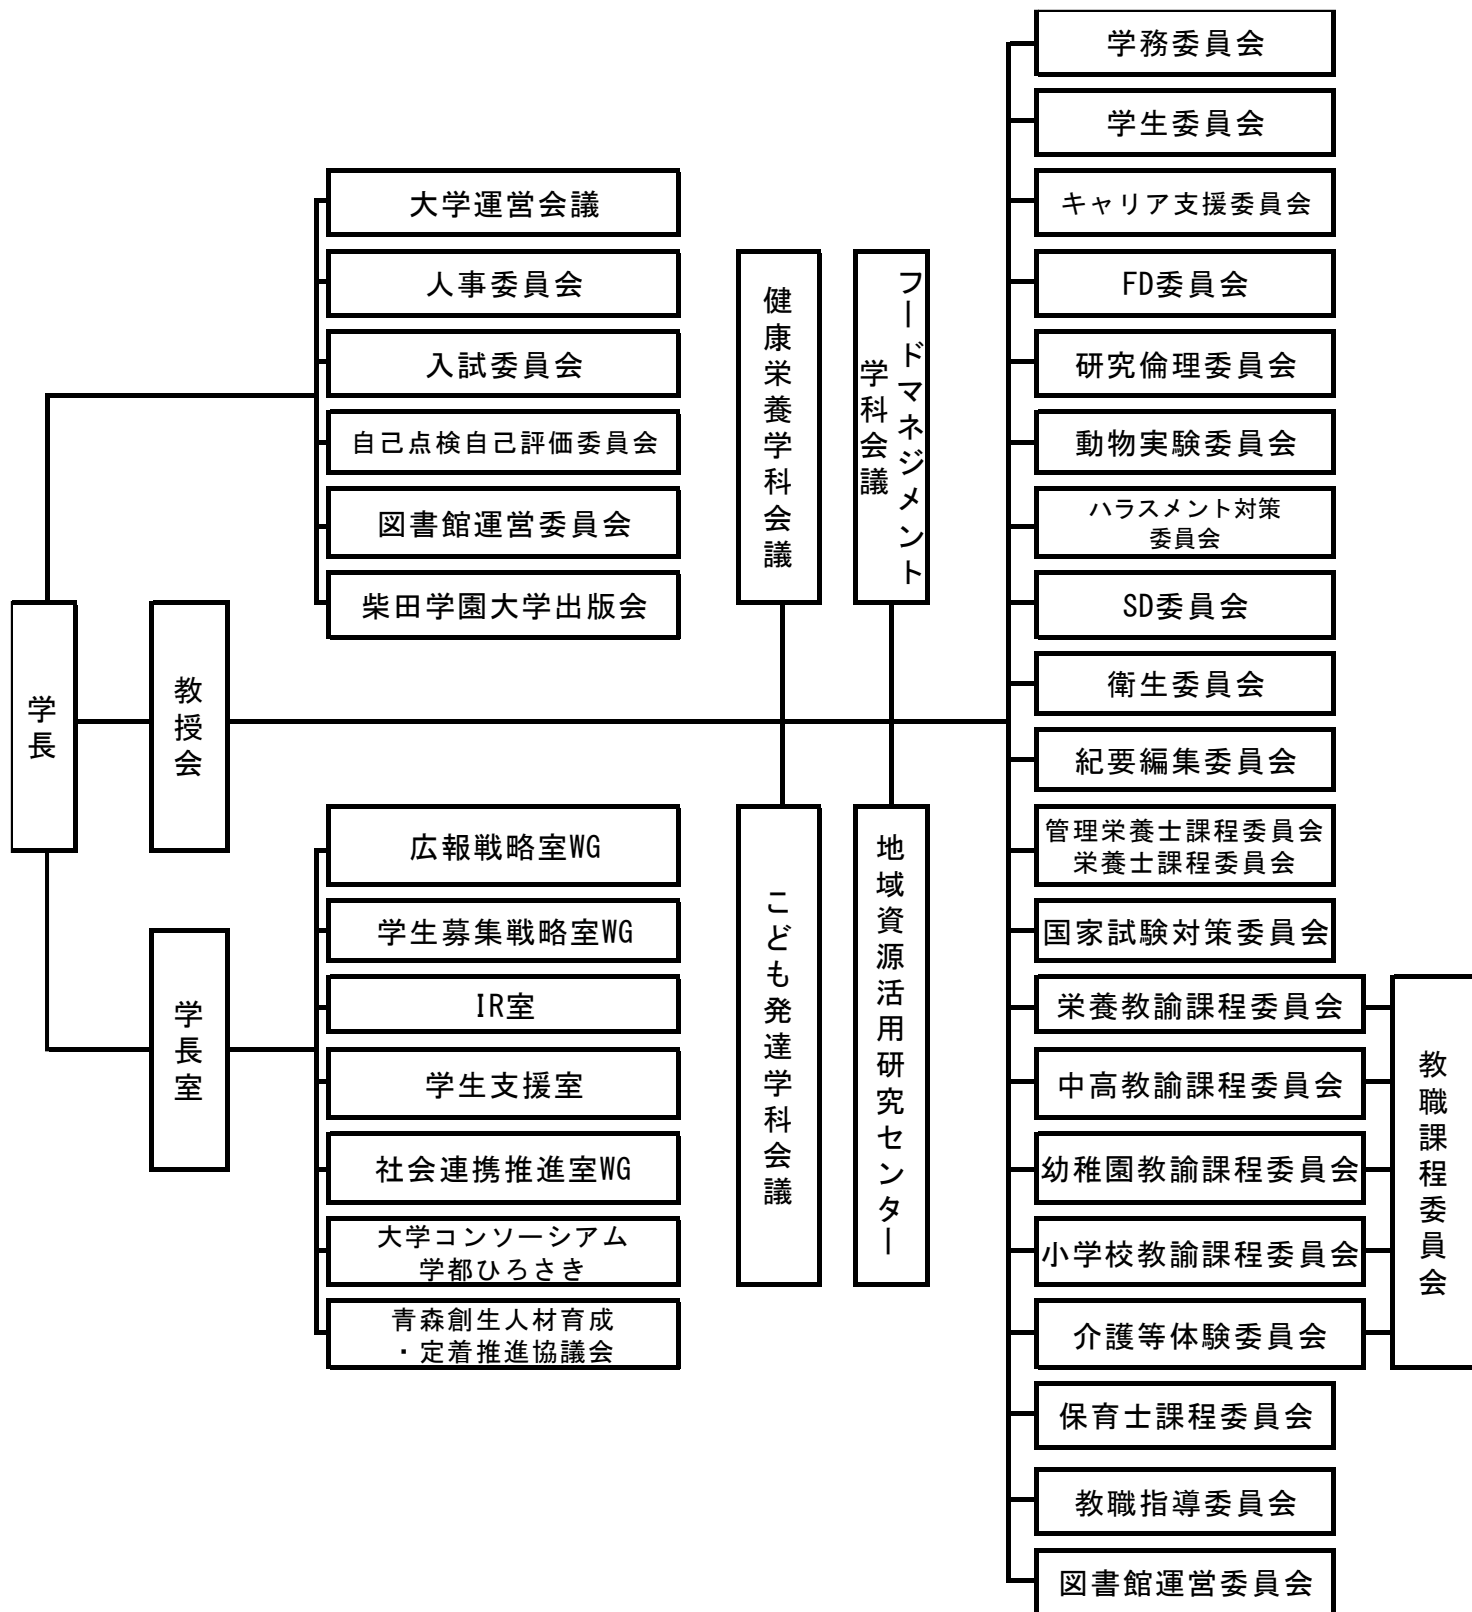 学長
教授会
学長室
大学運営会議
人事委員会
入試委員会
自己点検自己評価委員会
図書館運営委員会
柴田学園大学出版会
広報戦略室WG
学生募集戦略室WG
IR室
学生支援室
社会連携推進室WG
大学コンソーシアム
学都ひろさき
青森創生人材育成
・定着推進協議会
健康栄養学科会議
フードマネジメント
学科会議
こども発達学科会議
地域資源活用研究センター
学務委員会
学生委員会
キャリア支援委員会
FD委員会
研究倫理委員会
動物実験委員会
ハラスメント対策
委員会
SD委員会
衛生委員会
紀要編集委員会
管理栄養士課程委員会
栄養士課程委員会
国家試験対策委員会
栄養教諭課程委員会
中高教諭課程委員会
幼稚園教諭課程委員会
小学校教諭課程委員会
介護等体験委員会
保育士課程委員会
教職指導委員会
図書館運営委員会
教職課程委員会